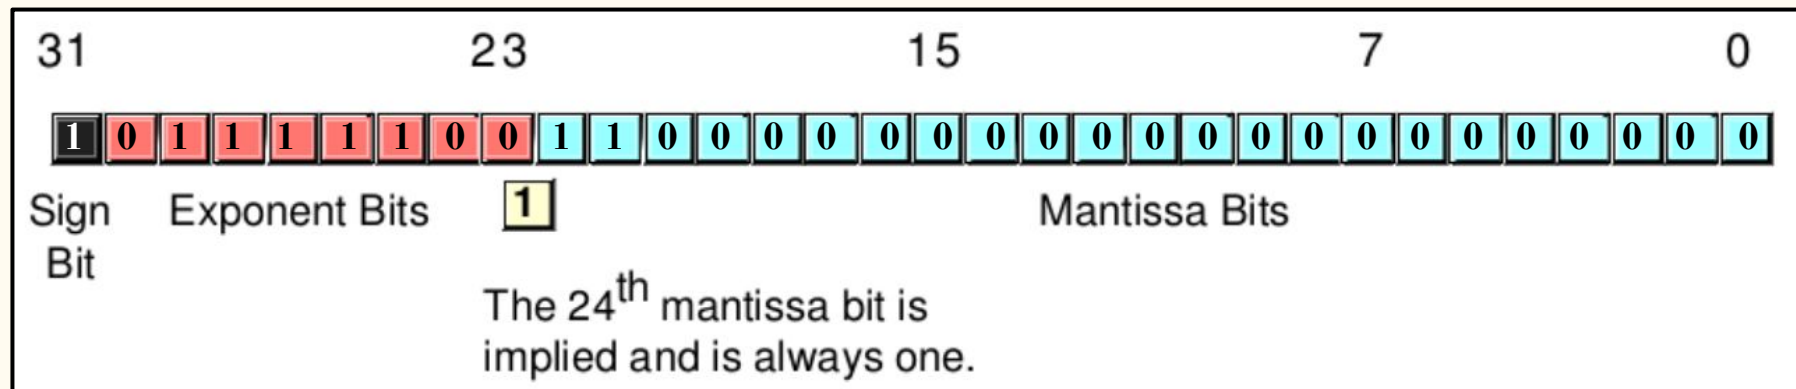 31 23 15 7 0
1 0 1 1 1 1 1 0 0 1 1 0 0 0 0 0 0 0 0 0 0 0 0 0 0 0 0 0 0 0 0 0
Sign Exponent Bits 1 Mantissa Bits
Bit
The 24th mantissa bit is
implied and is always one.